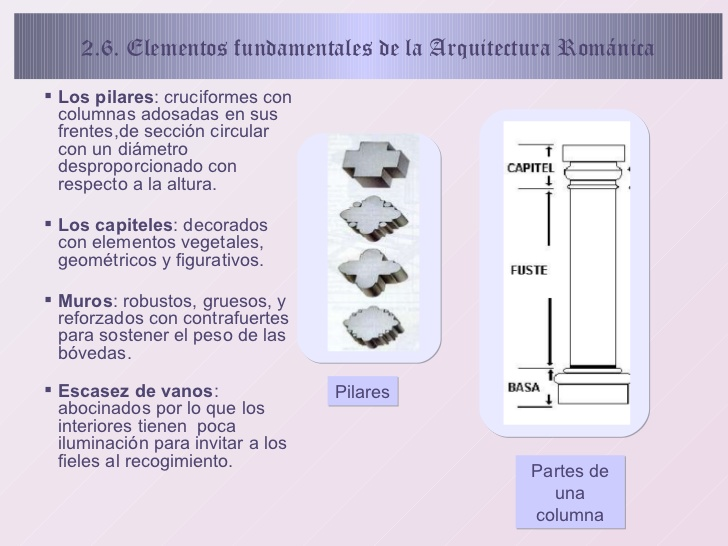 2.6. Elementos fundamentales de la Arquitectura Románica
▪ Los pilares: cruciformes con
columnas adosadas en sus
frentes,de sección circular
con un diámetro
desproporcionado con
respecto a la altura.
▪ Los capiteles: decorados
con elementos vegetales,
geométricos y figurativos.
▪ Muros: robustos, gruesos, y
reforzados con contrafuertes
para sostener el peso de las
bóvedas.
▪ Escasez de vanos:
abocinados por lo que los
interiores tienen  poca
iluminación para invitar a los
fieles al recogimiento.
Pilares
CAPITEL
FUSTE
BASA
Partes de
una
columna